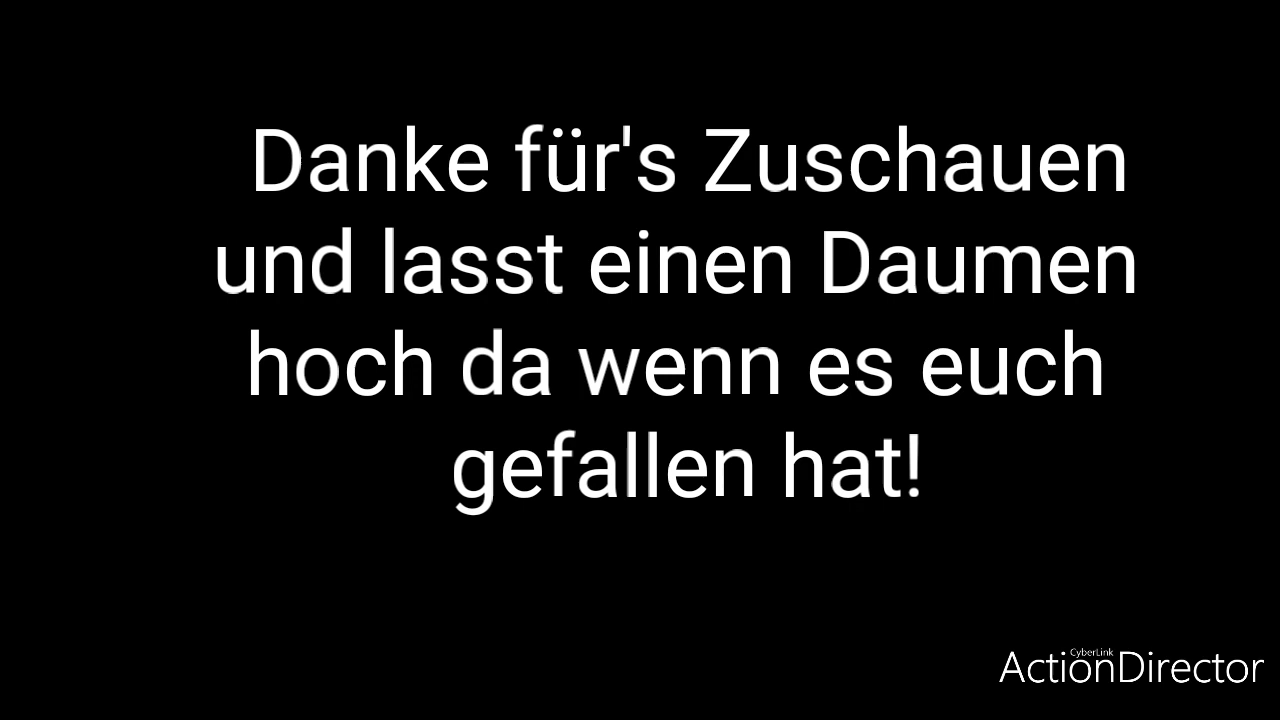 Danke für's Zuschauen
und lasst einen Daumen
hoch da wenn es euch
gefallen hat!
CyberLink
ActionDirector